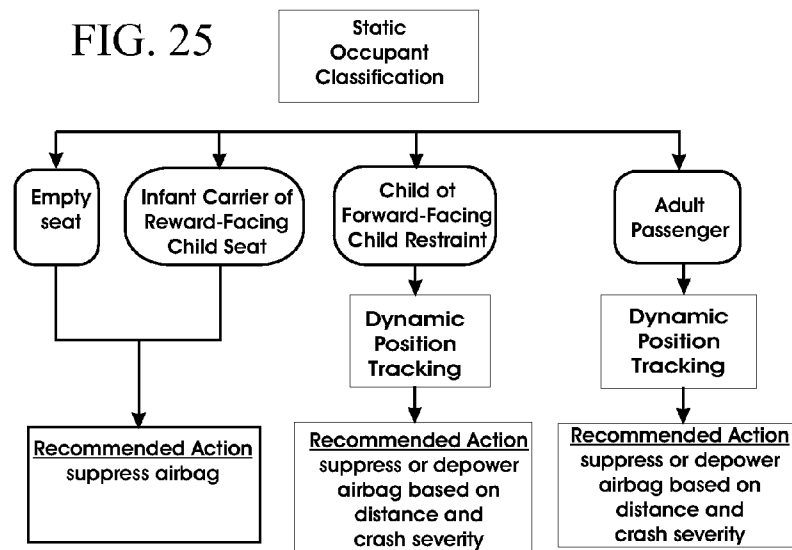 FIG. 25
Static
Occupant
Classification
Empty
seat
Infant Carrier of
Reward-Facing
Child Seat
Child of
Forward-Facing
Child Restraint
Adult
Passenger
Dynamic
Position
Tracking
Dynamic
Position
Tracking
Recommended Action
suppress airbag
Recommended Action
suppress or depower
airbag based on
distance and
crash severity
Recommended Action
suppress or depower
airbag based on
distance and
crash severity